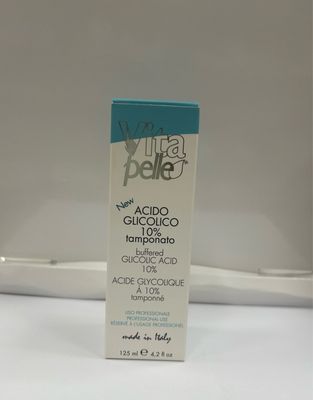 Vita
pelle
New
ACIDO
GLICOLICO
10%
tamponato
buffered
GLICOLIC ACID
10%
ACIDE GLYCOLIQUE
À 10%
tamponné
USO PROFESSIONALE
PROFESSIONAL USE
RÉSERVÉ À L'USAGE PROFESSIONEL
made in Italy
125 ml ℮ 4,2 fl oz